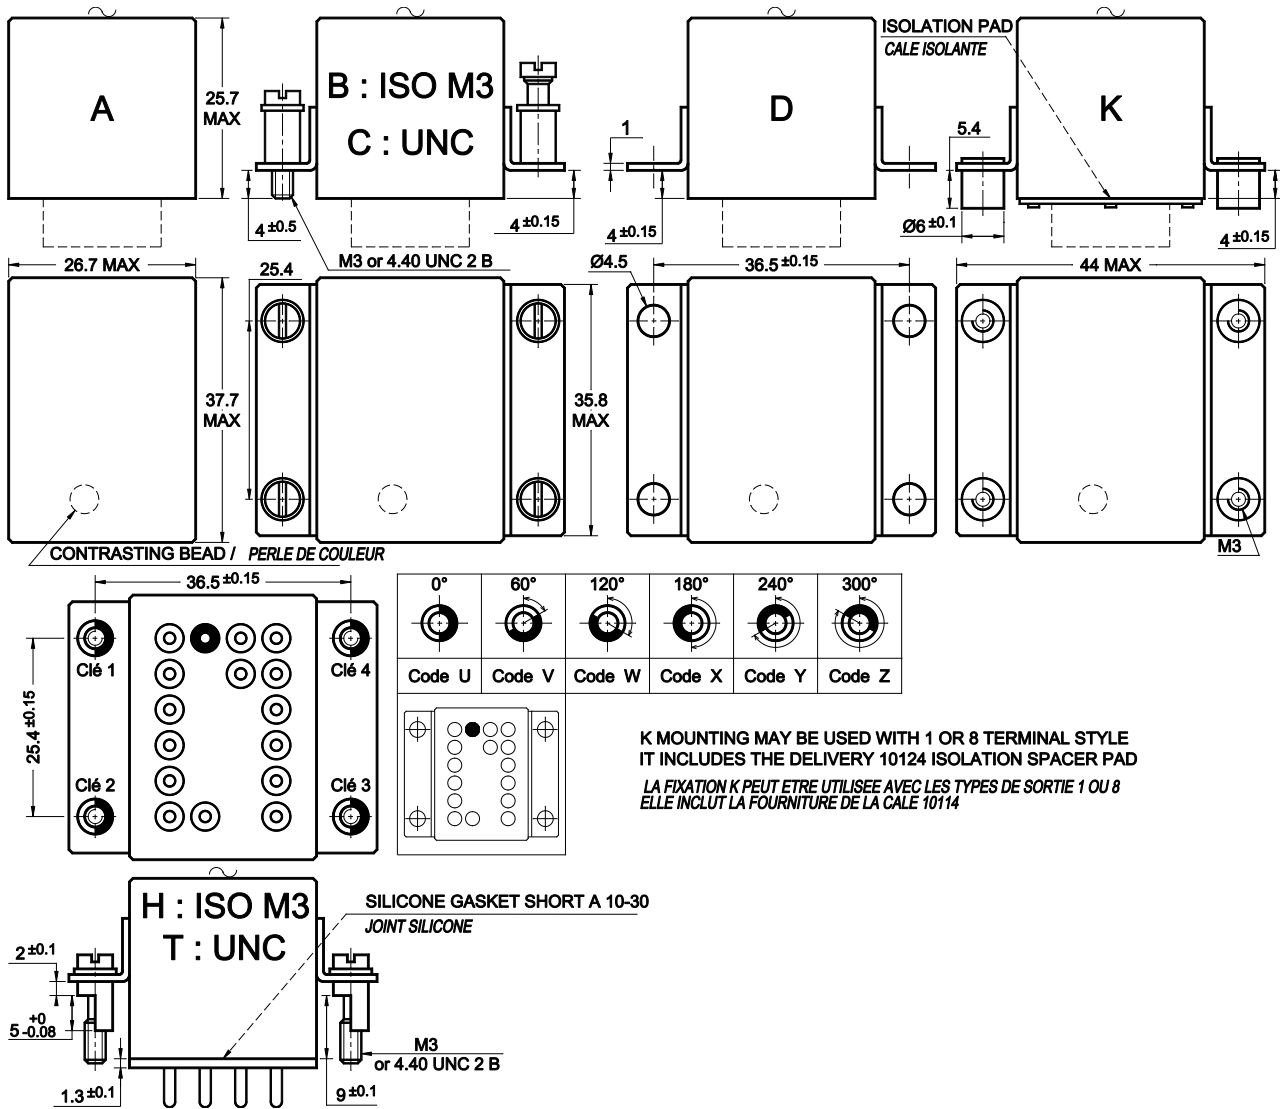 A
25.7
MAX
B : ISO M3
C : UNC
4 ±0.5
4 ±0.15
M3 or 4.40 UNC 2 B
D
1
4 ±0.15
ISOLATION PAD
CALE ISOLANTE
K
5.4
Ø6 ±0.1
4 ±0.15
26.7 MAX
25.4
Ø4.5
36.5 ±0.15
44 MAX
37.7
MAX
35.8
MAX
M3
CONTRASTING BEAD / PERLE DE COULEUR
36.5 ±0.15
Clé 1
Clé 4
25.4 ±0.15
Clé 2
Clé 3
0° 60° 120° 180° 240° 300°
Code U Code V Code W Code X Code Y Code Z
K MOUNTING MAY BE USED WITH 1 OR 8 TERMINAL STYLE
IT INCLUDES THE DELIVERY 10124 ISOLATION SPACER PAD
LA FIXATION K PEUT ETRE UTILISEE AVEC LES TYPES DE SORTIE 1 OU 8
ELLE INCLUT LA FOURNITURE DE LA CALE 10114
H : ISO M3
T : UNC
SILICONE GASKET SHORT A 10-30
JOINT SILICONE
2 ±0.1
5 +0 -0.08
M3
or 4.40 UNC 2 B
1.3 ±0.1
9 ±0.1